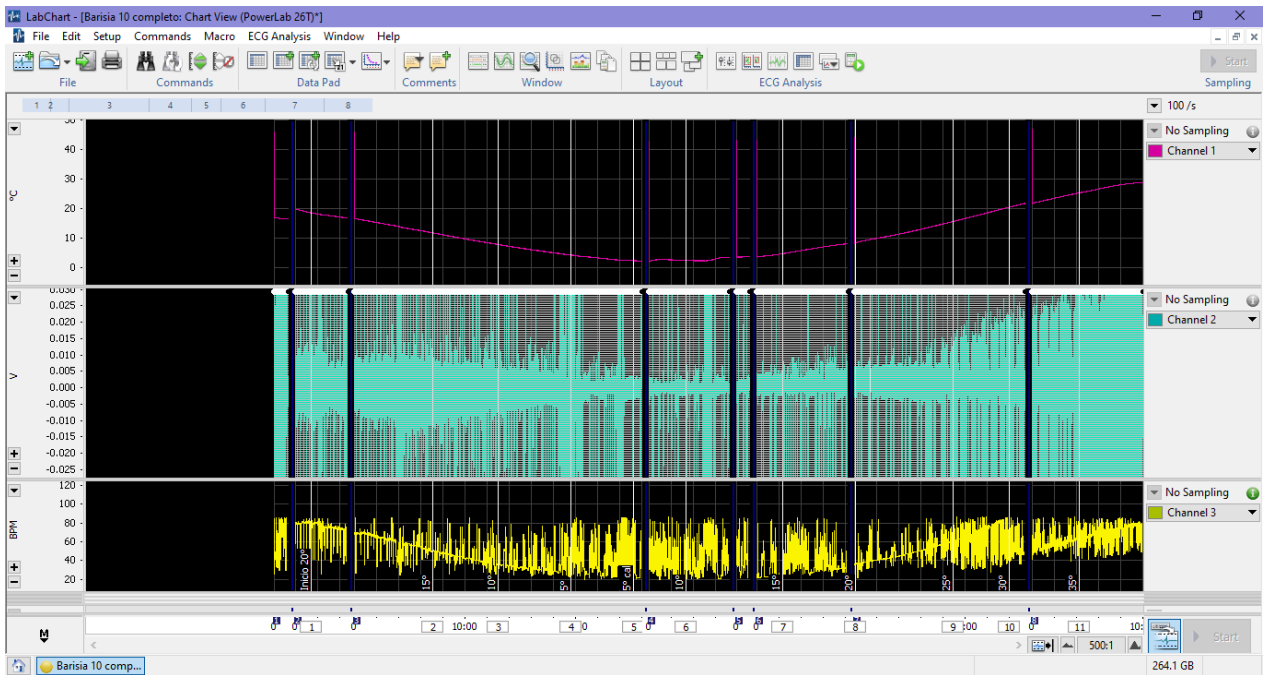 LabChart - [Barisia 10 completo: Chart View (PowerLab 26T)*]
File Edit Setup Commands Macro ECG Analysis Window Help
Start
File Commands Data Pad Comments Window Layout ECG Analysis Sampling
1 2 3 4 5 6 7 8
100 /s
No Sampling
Channel 1
40
30
20
10
0
°C
No Sampling
Channel 2
0.025
0.020
0.015
0.010
0.005
0.000
-0.005
-0.010
-0.015
-0.020
-0.025
V
No Sampling
Channel 3
120
100
80
60
40
20
BPM
Inicio 20°
15°
10°
5°
5° cal
10°
15°
20°
25°
30°
35°
1 2 10:00 3 4 5 6 7 8 9 10 11
M
500:1
Start
Barisia 10 comp...
264.1 GB